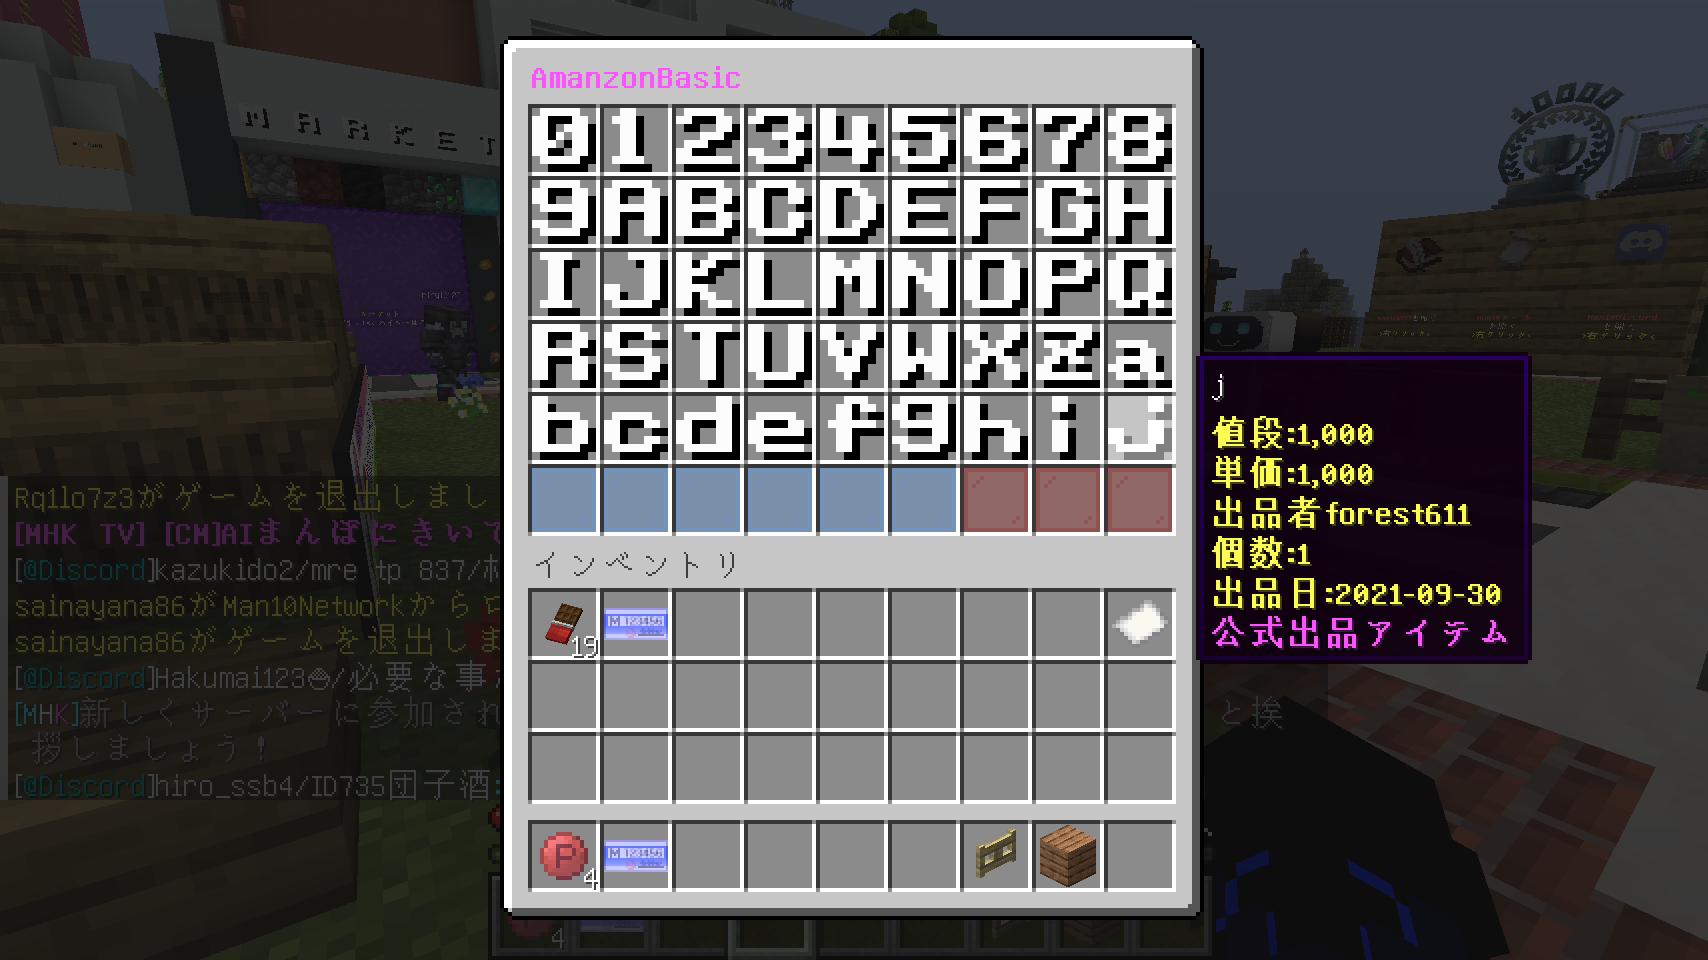 AmanzonBasic
0 1 2 3 4 5 6 7 8
9 A B C D E F G H
I J K L M N O P Q
R S T U V W X Z a
b c d e f g h i j
インベントリ
19
P
4
M 123456
M 123456
j
値段:1,000
単価:1,000
出品者forest611
個数:1
出品日:2021-09-30
公式出品アイテム
MARKET
10000
Rq1lo7z3がゲームを退出しまし
[MHK TV] [CM]AIまんぼにきいて
[@Discord]kazukido2/mre tp 837/
sainayana86がMan10Networkから
sainayana86がゲームを退出しま
[@Discord]Hakumai123/必要な事
[MHK]新しくサーバーに参加され
と挨
拶しましょう!
[@Discord]hiro_ssb4/ID735団子酒:
4